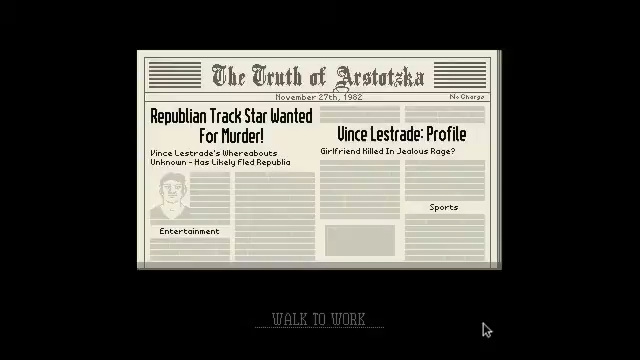 The Truth of Arstotzka
November 27th, 1982
No Charge
Republian Track Star Wanted
For Murder!
Vince Lestrade's Whereabouts
Unknown - Has Likely Fled Republia
Entertainment
Vince Lestrade: Profile
Girlfriend Killed In Jealous Rage?
Sports
WALK TO WORK